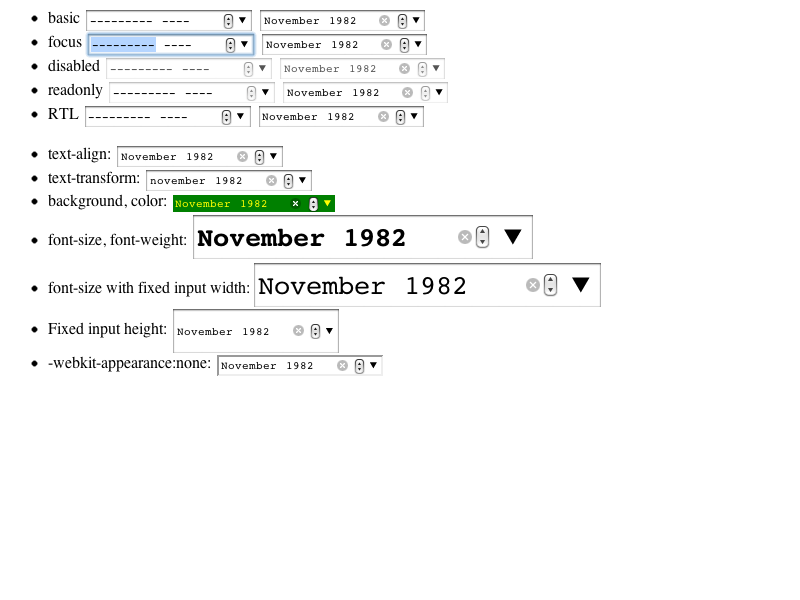 basic --------- ---- November 1982
focus --------- ---- November 1982
disabled --------- ---- November 1982
readonly --------- ---- November 1982
RTL --------- ---- November 1982
text-align: November 1982
text-transform: november 1982
background, color: November 1982
font-size, font-weight: November 1982
font-size with fixed input width: November 1982
Fixed input height: November 1982
-webkit-appearance:none: November 1982